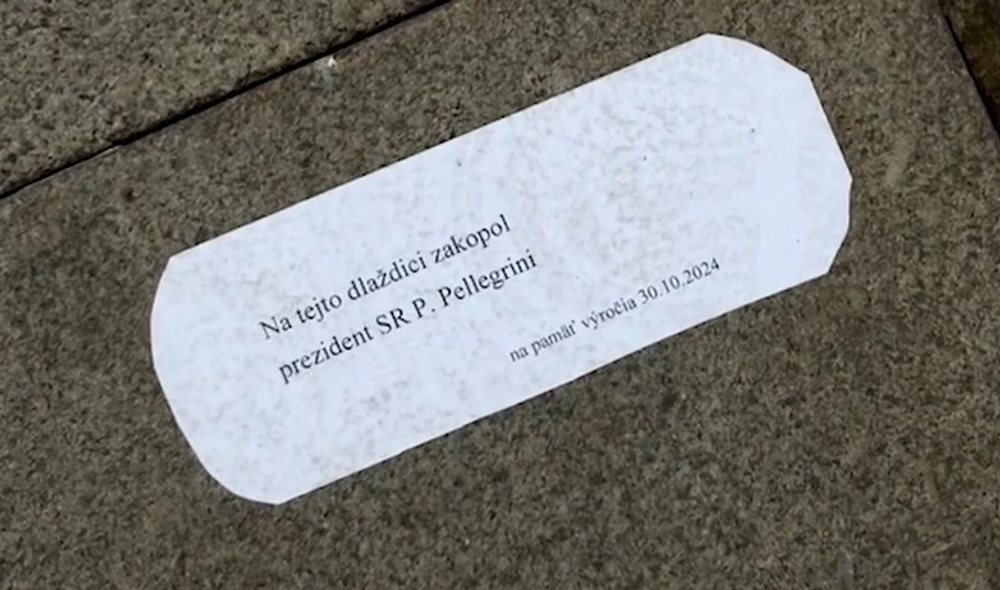 Na tejto dlaždici zakopol
prezident SR P. Pellegrini
na pamäť výročia 30.10.2024